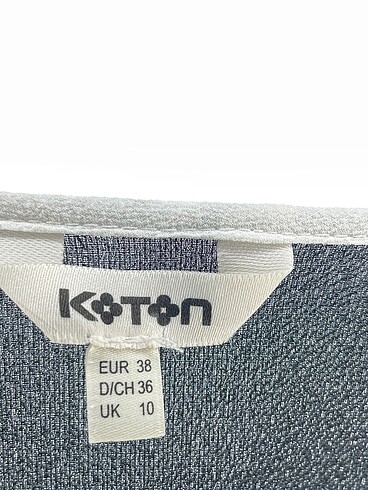 KOTON
EUR 38
D/CH 36
UK 10